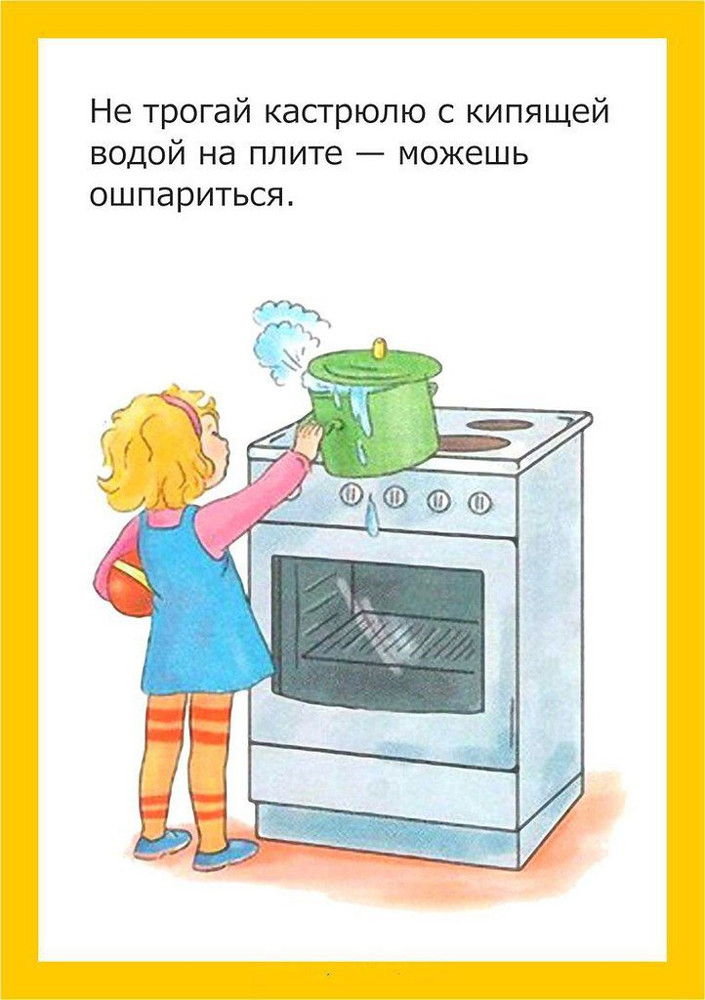 Не трогай кастрюлю с кипящей
водой на плите — можешь
ошпариться.